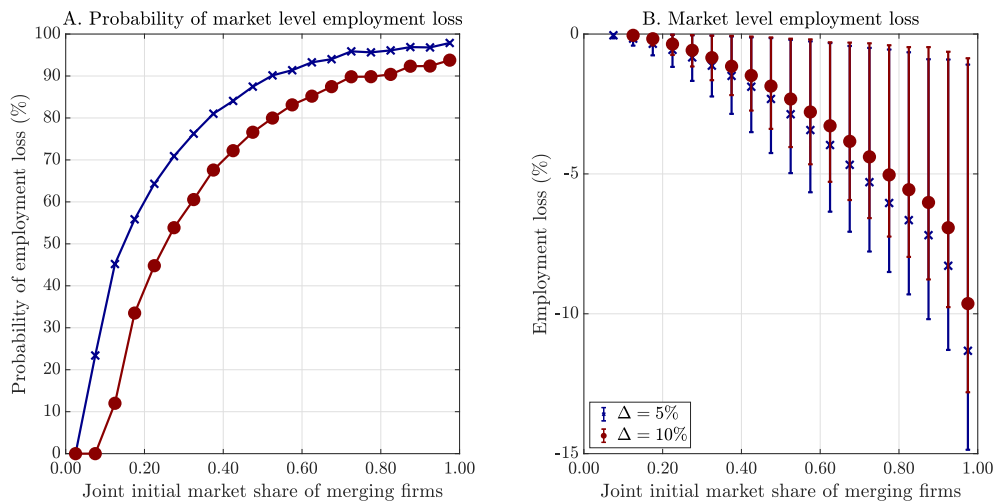 A. Probability of market level employment loss
Probability of employment loss (%)
100
90
80
70
60
50
40
30
20
10
0
0.00 0.20 0.40 0.60 0.80 1.00
Joint initial market share of merging firms
B. Market level employment loss
Employment loss (%)
0
-5
-10
-15
Δ = 5%
Δ = 10%
0.00 0.20 0.40 0.60 0.80 1.00
Joint initial market share of merging firms